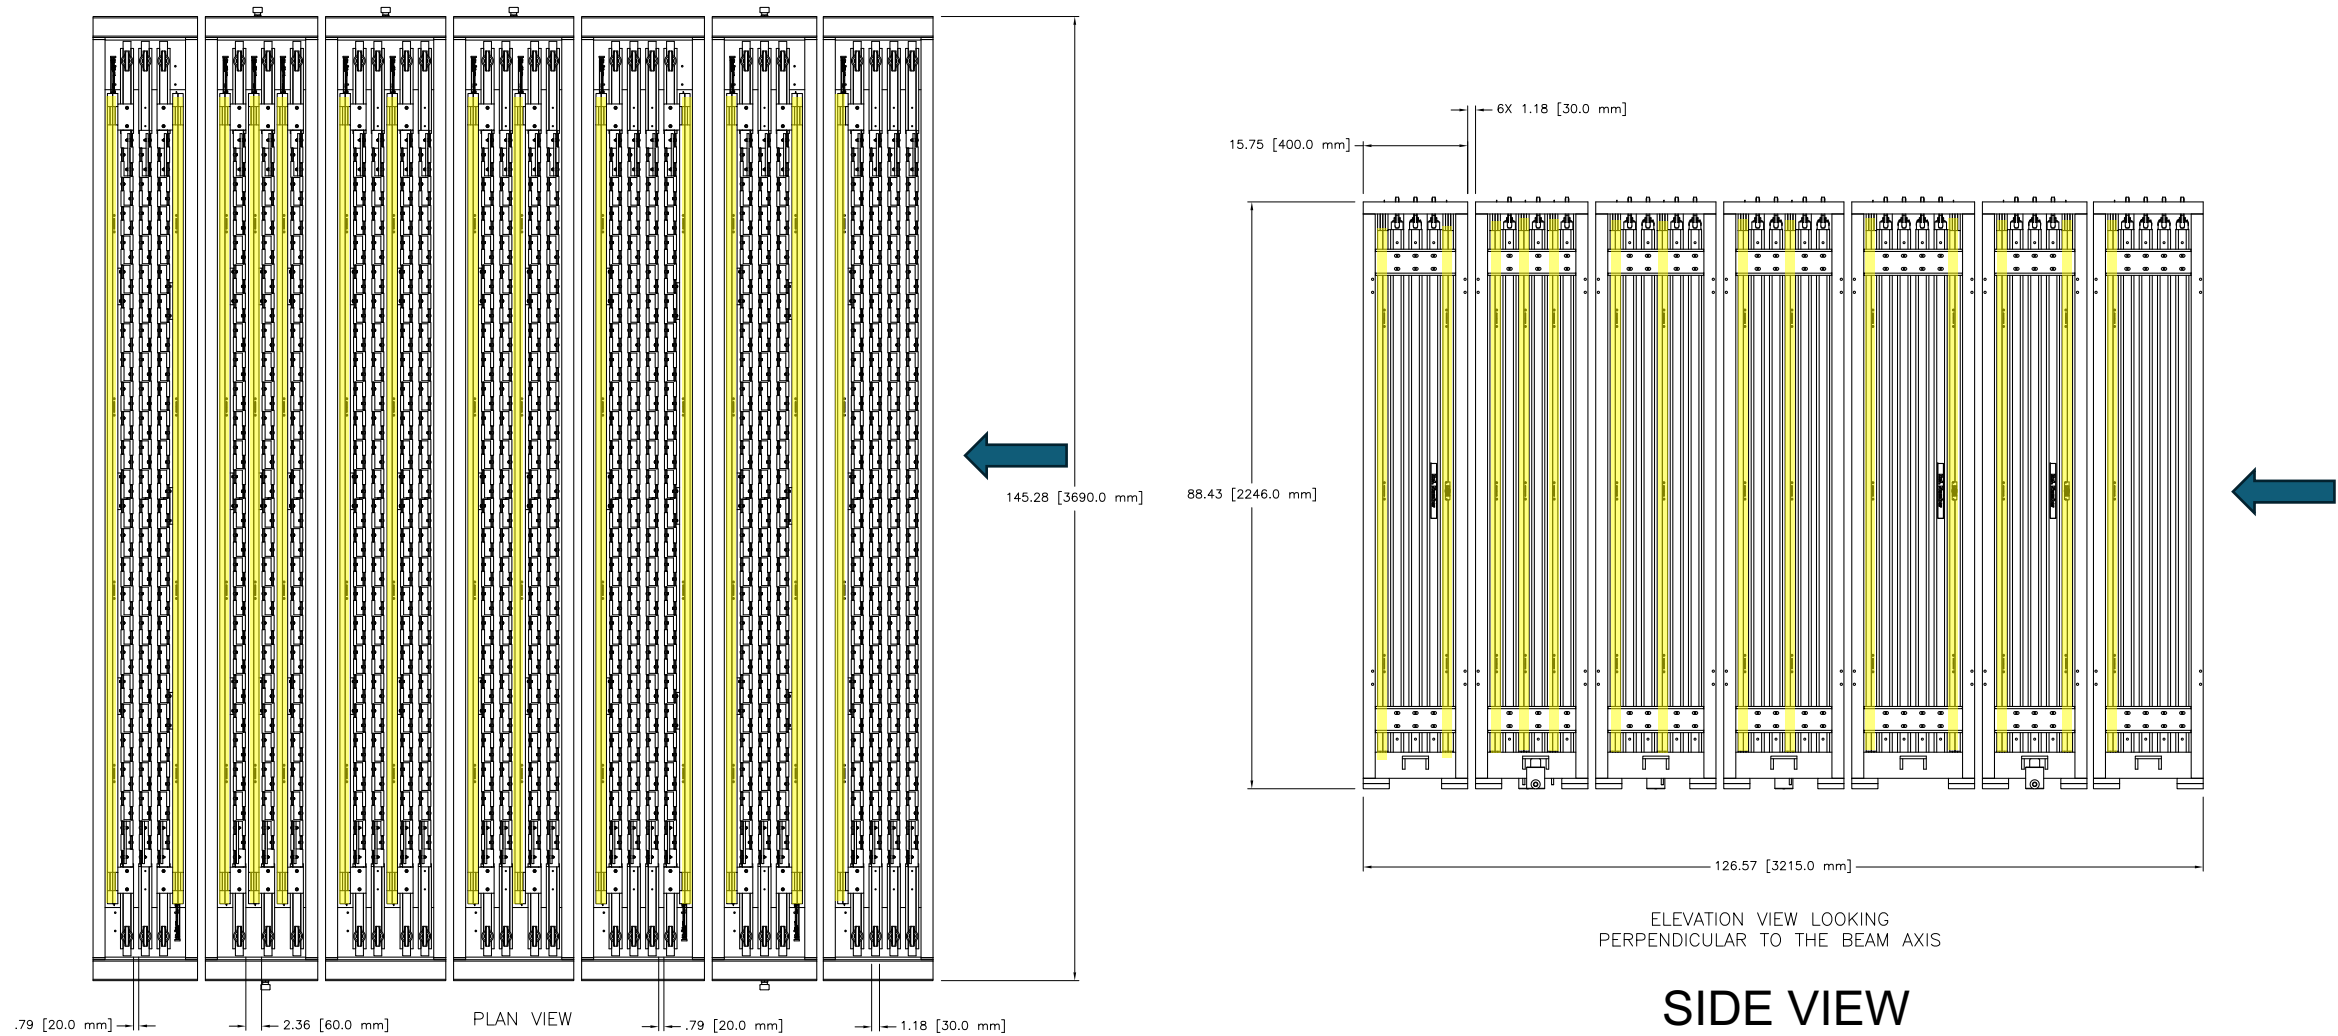 6X 1.18 [30.0 mm]
15.75 [400.0 mm]
145.28 [3690.0 mm]
88.43 [2246.0 mm]
126.57 [3215.0 mm]
ELEVATION VIEW LOOKING
PERPENDICULAR TO THE BEAM AXIS
SIDE VIEW
PLAN VIEW
.79 [20.0 mm]
2.36 [60.0 mm]
.79 [20.0 mm]
1.18 [30.0 mm]